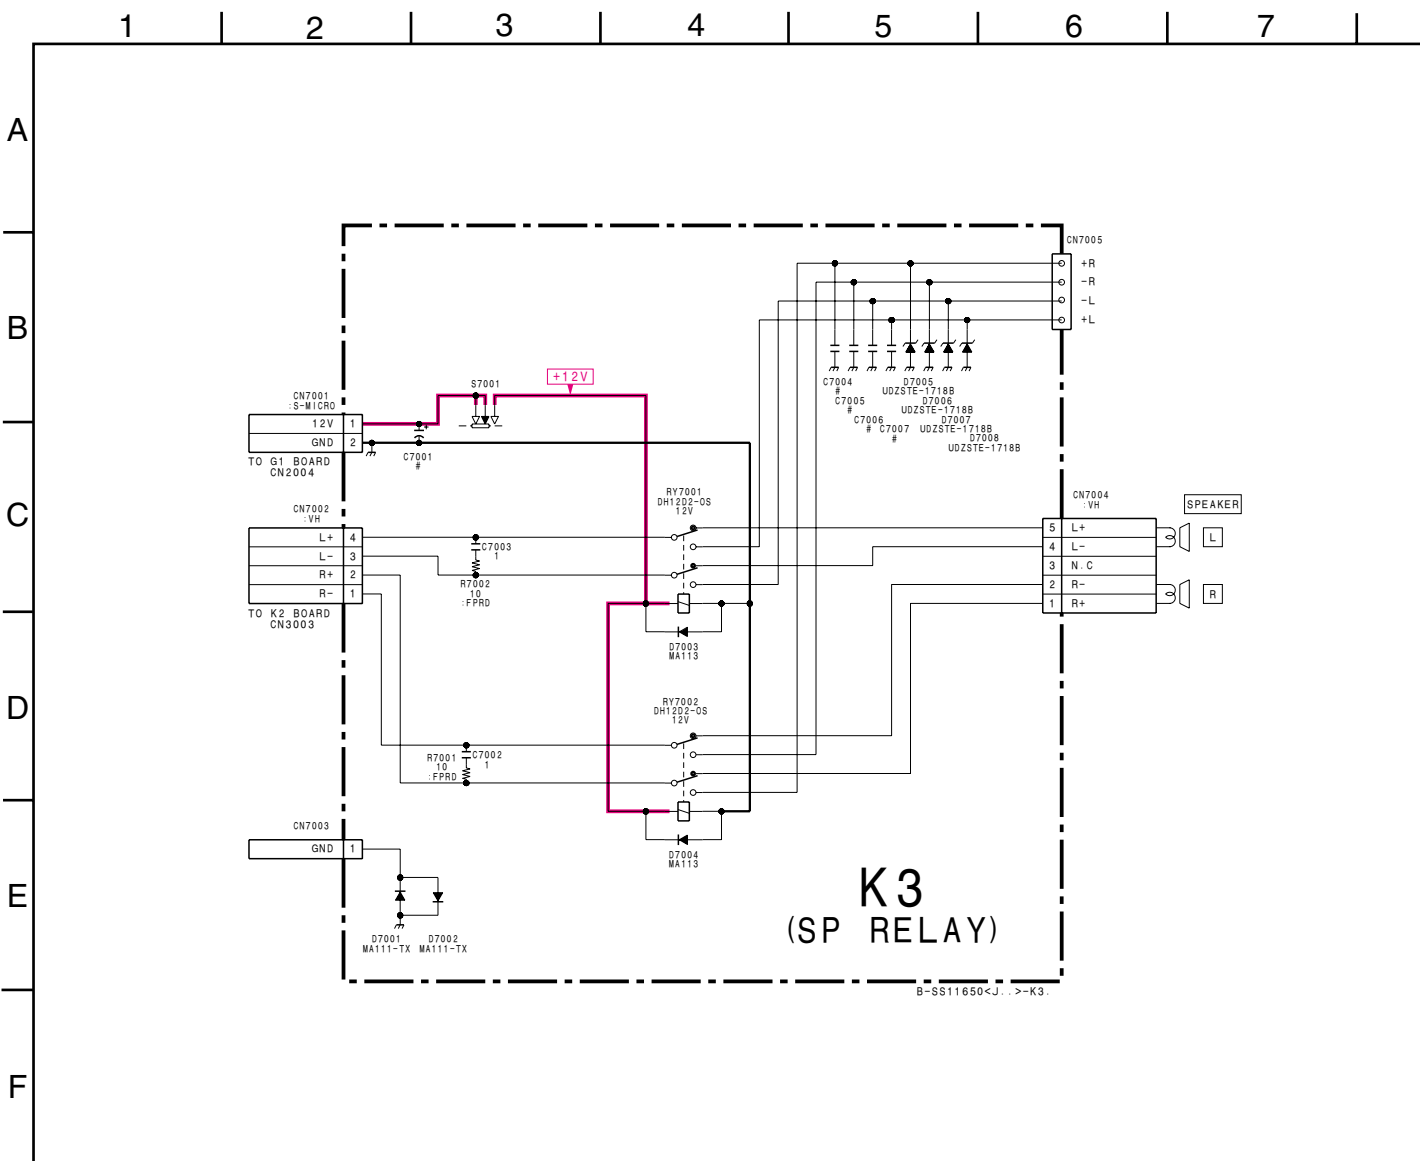 1 2 3 4 5 6 7
A
B
C
D
E
F
CN7005
+R
-R
-L
+L
C7004
#
C7005
#
C7006
#
C7007
#
D7005
UDZSTE-1718B
D7006
UDZSTE-1718B
D7007
UDZSTE-1718B
D7008
UDZSTE-1718B
S7001
+12V
- -
CN7001
:S-MICRO
12V 1
GND 2
TO G1 BOARD
CN2004
+
C7001
#
CN7002
:VH
L+ 4
L- 3
R+ 2
R- 1
TO K2 BOARD
CN3003
C7003
1
R7002
10
:FPRD
RY7001
DH12D2-OS
12V
D7003
MA113
CN7004
:VH
5 L+
4 L-
3 N.C
2 R-
1 R+
SPEAKER
L
R
RY7002
DH12D2-OS
12V
R7001
10
:FPRD
C7002
1
D7004
MA113
CN7003
GND 1
D7001
MA111-TX
D7002
MA111-TX
K3
(SP RELAY)
B-SS11650<J..>-K3.